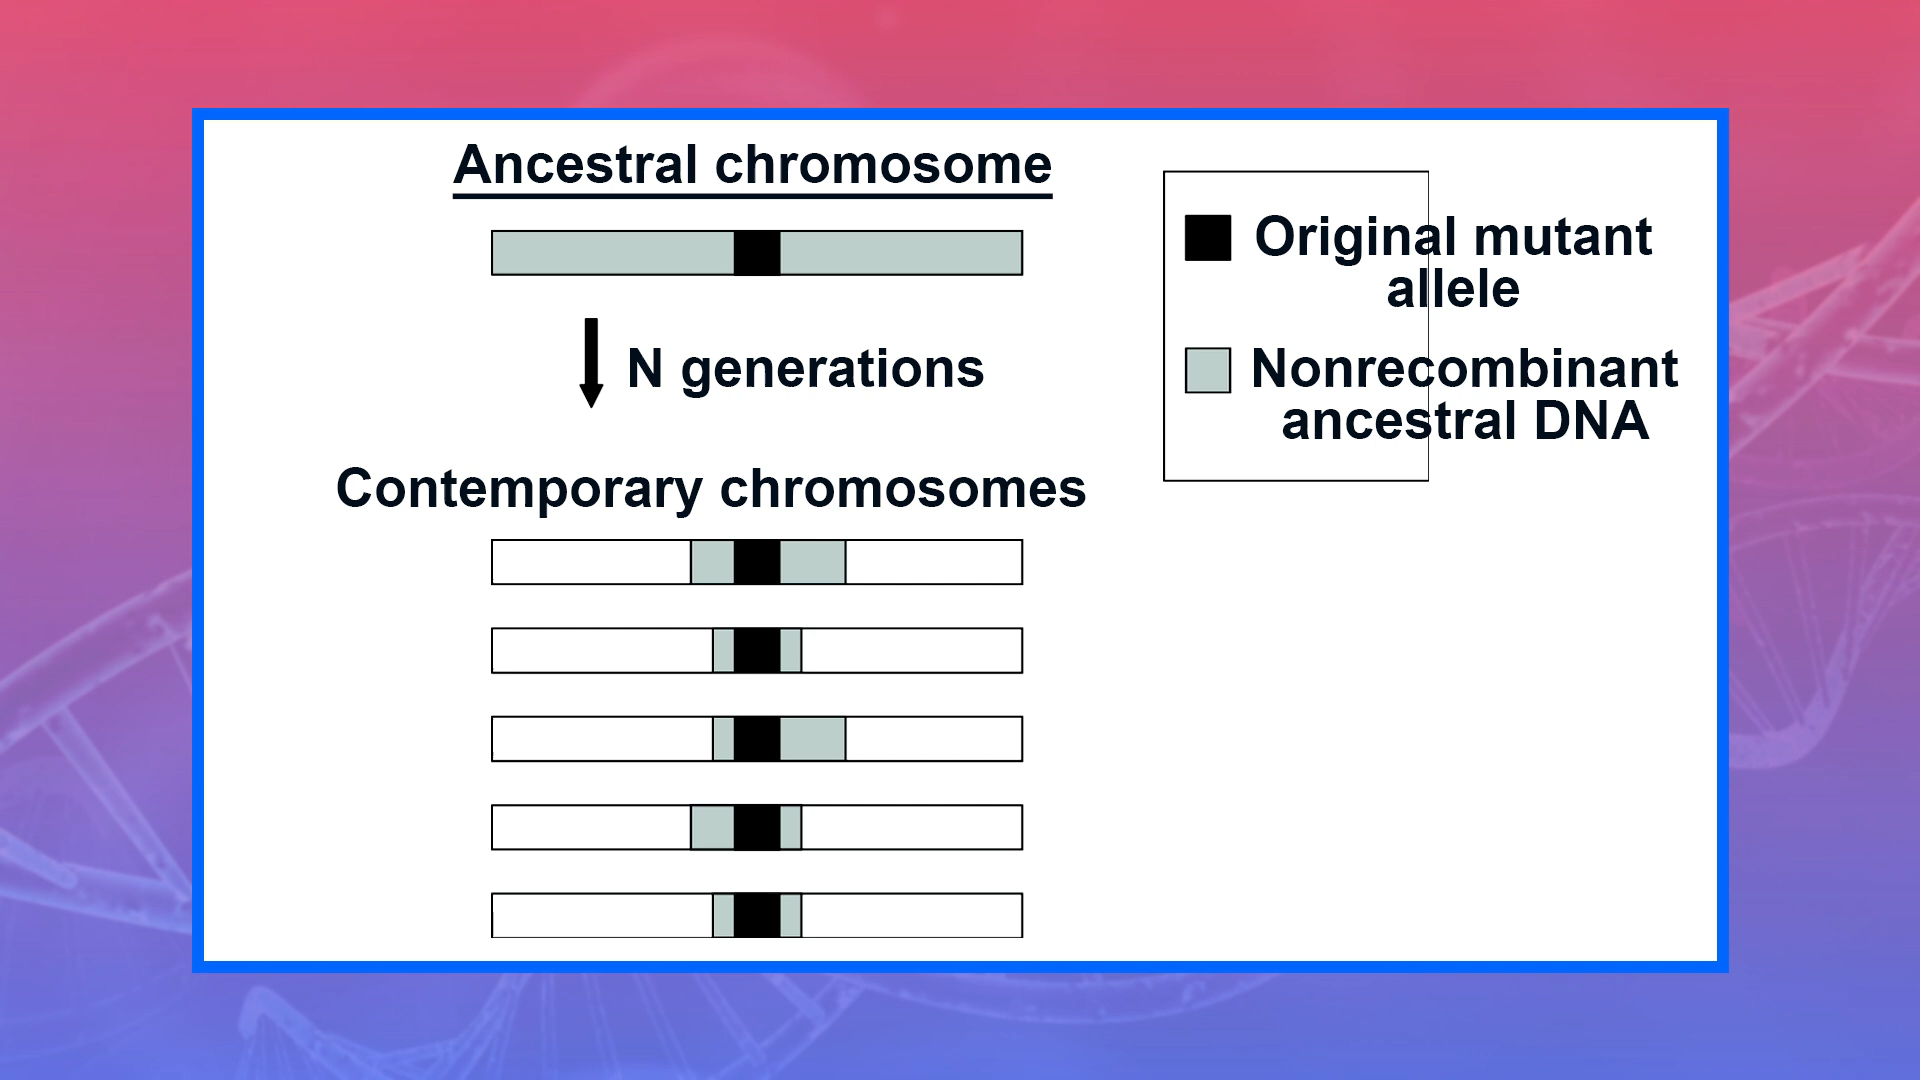 Ancestral chromosome
N generations
Contemporary chromosomes
Original mutant
allele
Nonrecombinant
ancestral DNA